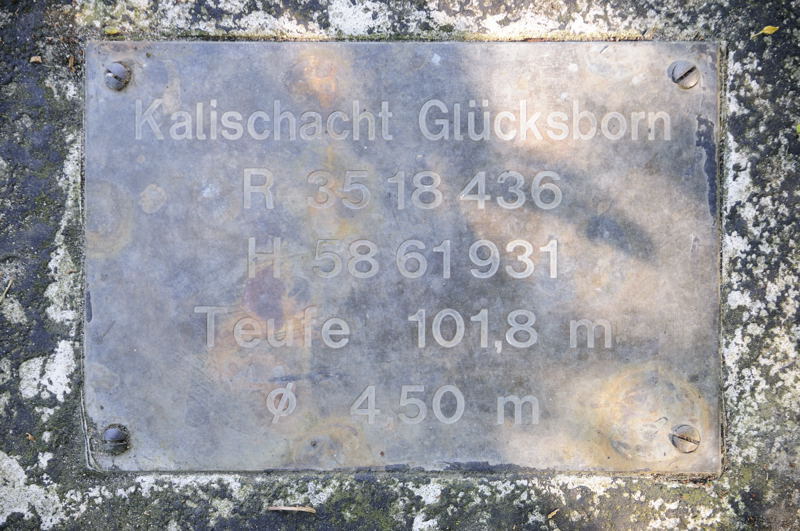 Kalischacht Glücksborn
R 35 18 436
H 58 61 931
Teufe 101,8 m
Ø 4,50 m